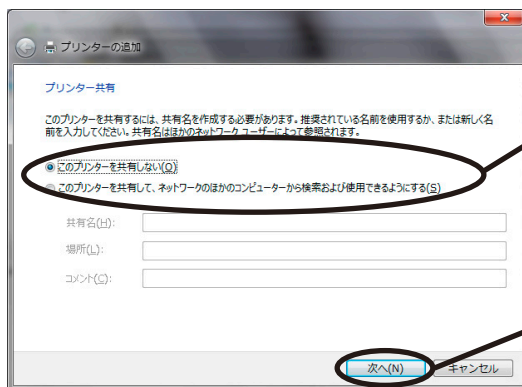 プリンターの追加
プリンター共有
このプリンターを共有するには、共有名を作成する必要があります。推奨されている名前を使用するか、または新しく名
前を入力してください。共有名はほかのネットワーク ユーザーによって参照されます。
このプリンターを共有しない(O)
このプリンターを共有して、ネットワークのほかのコンピューターから検索および使用できるようにする(S)
共有名(H):
場所(L):
コメント(C):
次へ(N) キャンセル